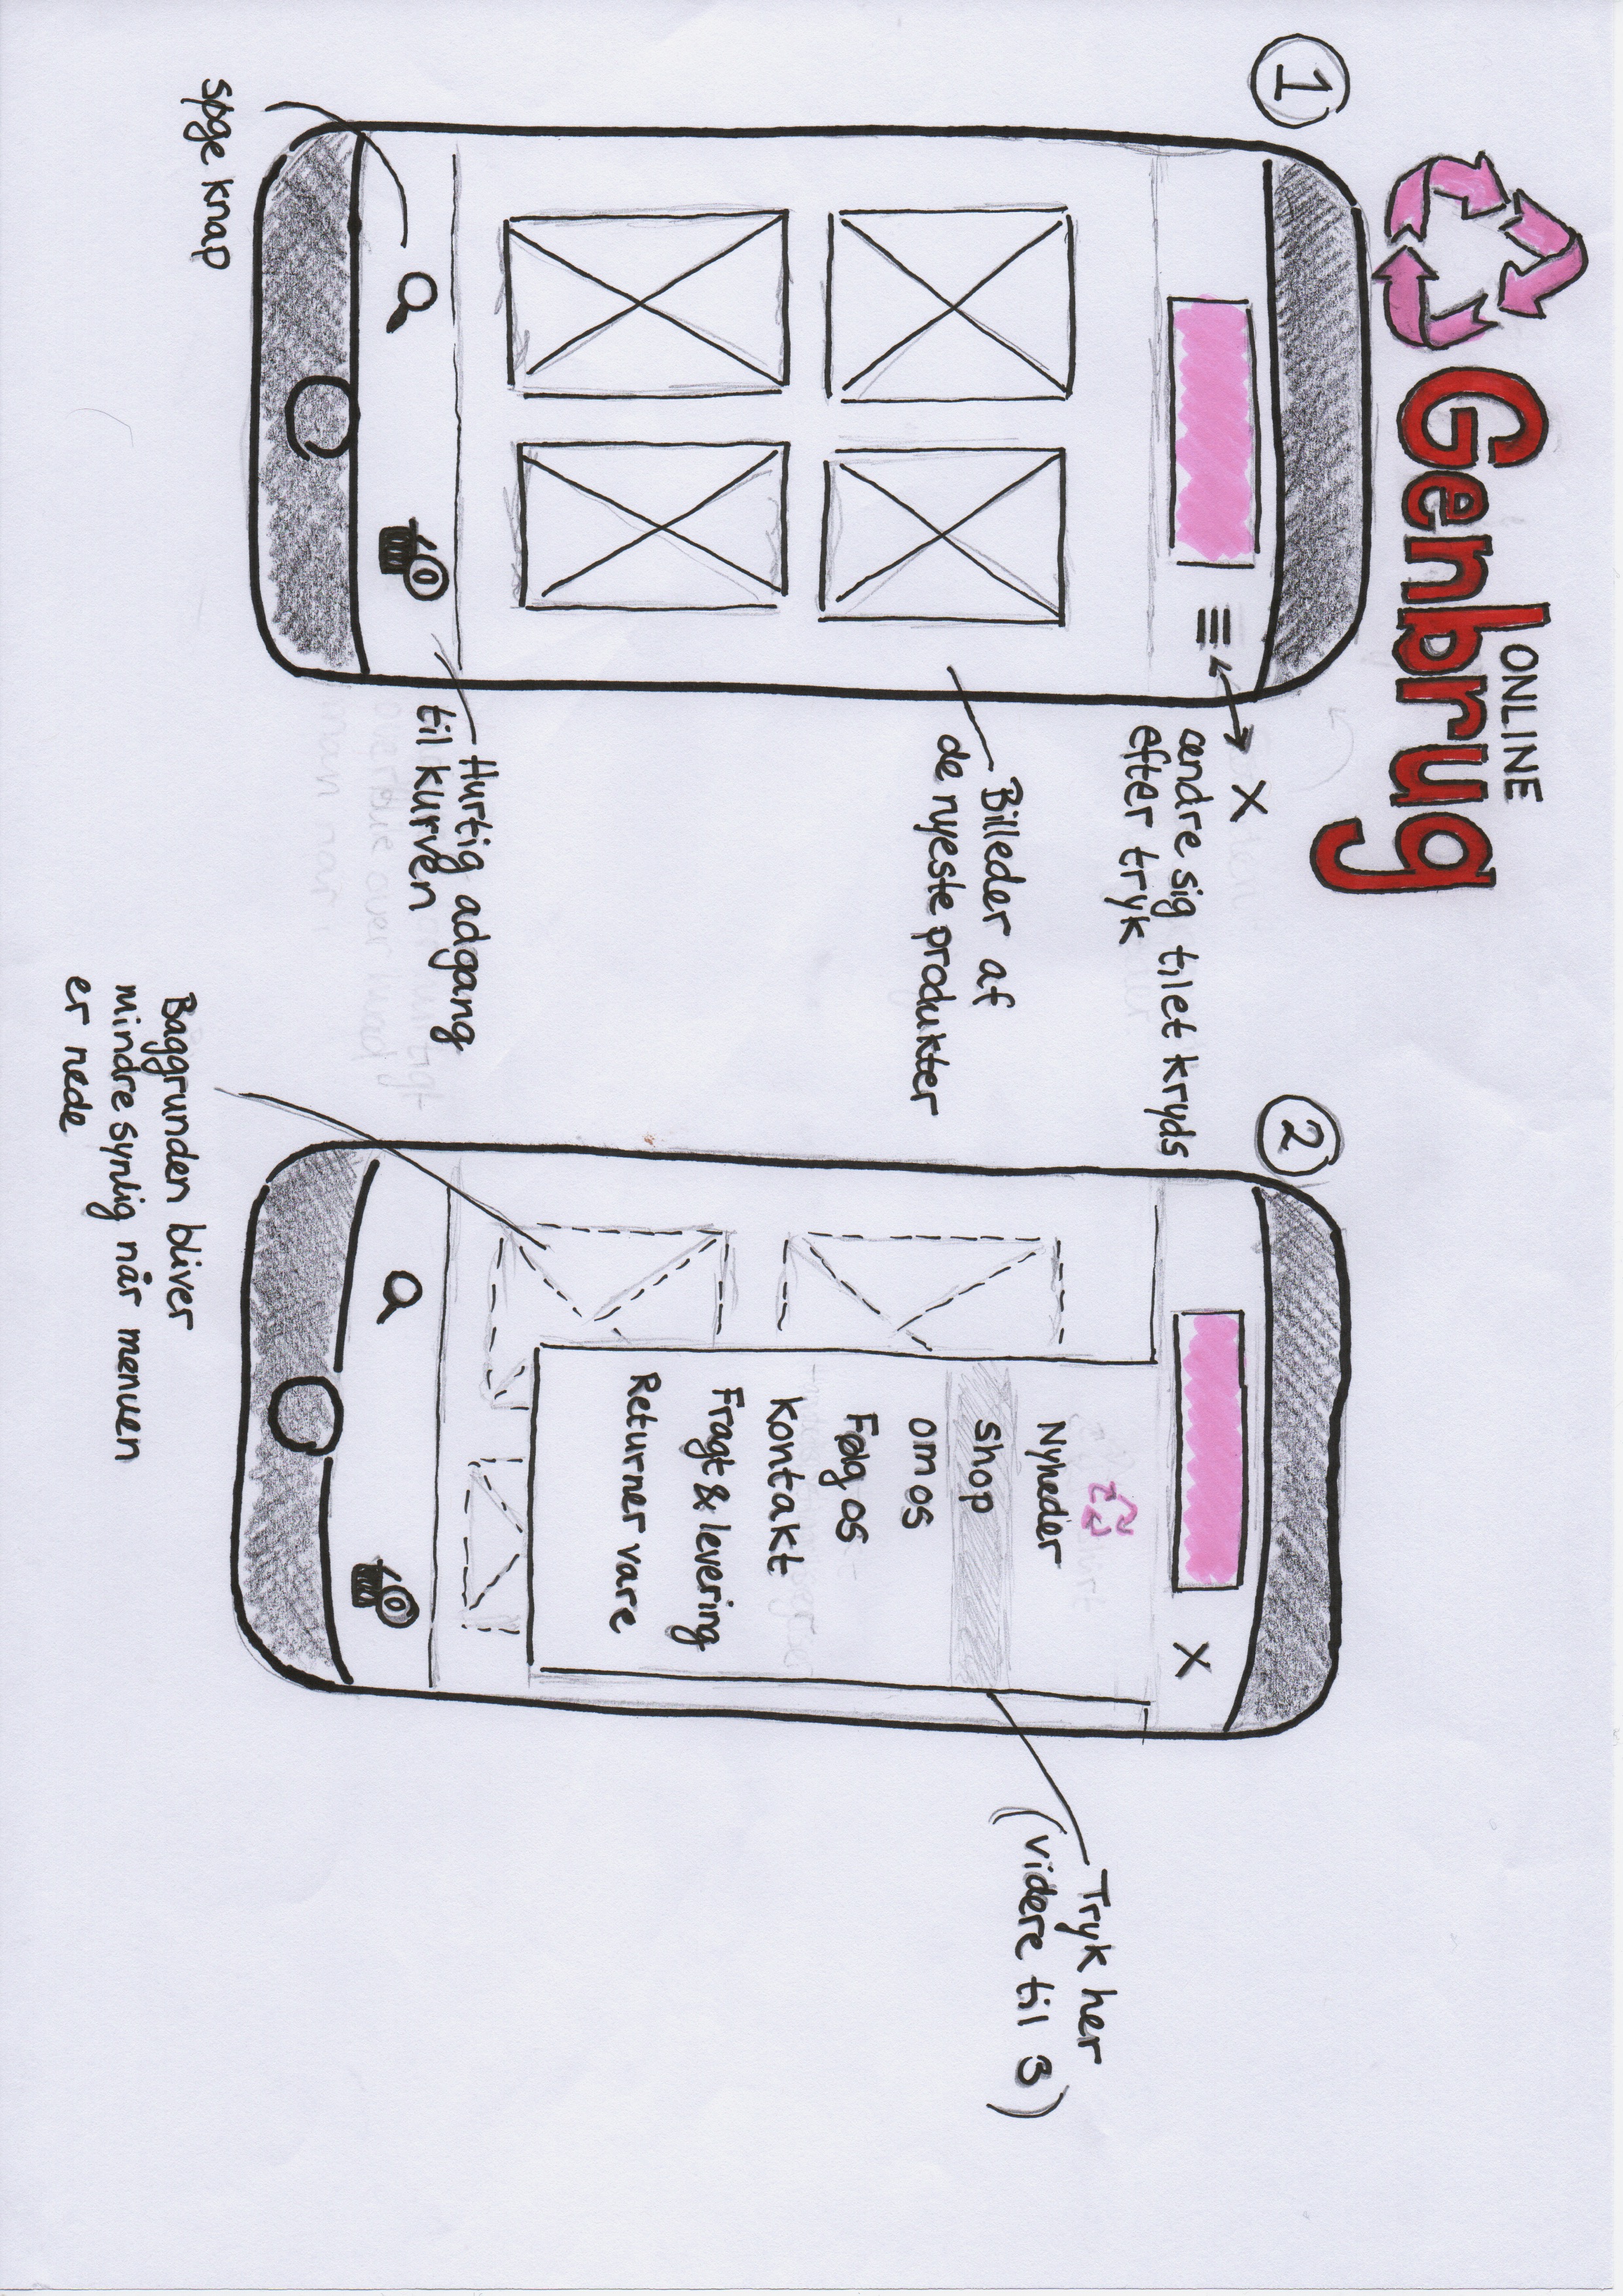 ONLINE
Genbrug
1
X
ændre sig til et kryds
efter tryk
Billeder af
de nyeste produkter
Hurtig adgang
til kurven
0
søge knap
2
X
Nyheder
shop
om os
Følg os
kontakt
Fragt & levering
Returner vare
Tryk her
(videre til 3)
0
Baggrunden bliver
mindre synlig når menuen
er nede